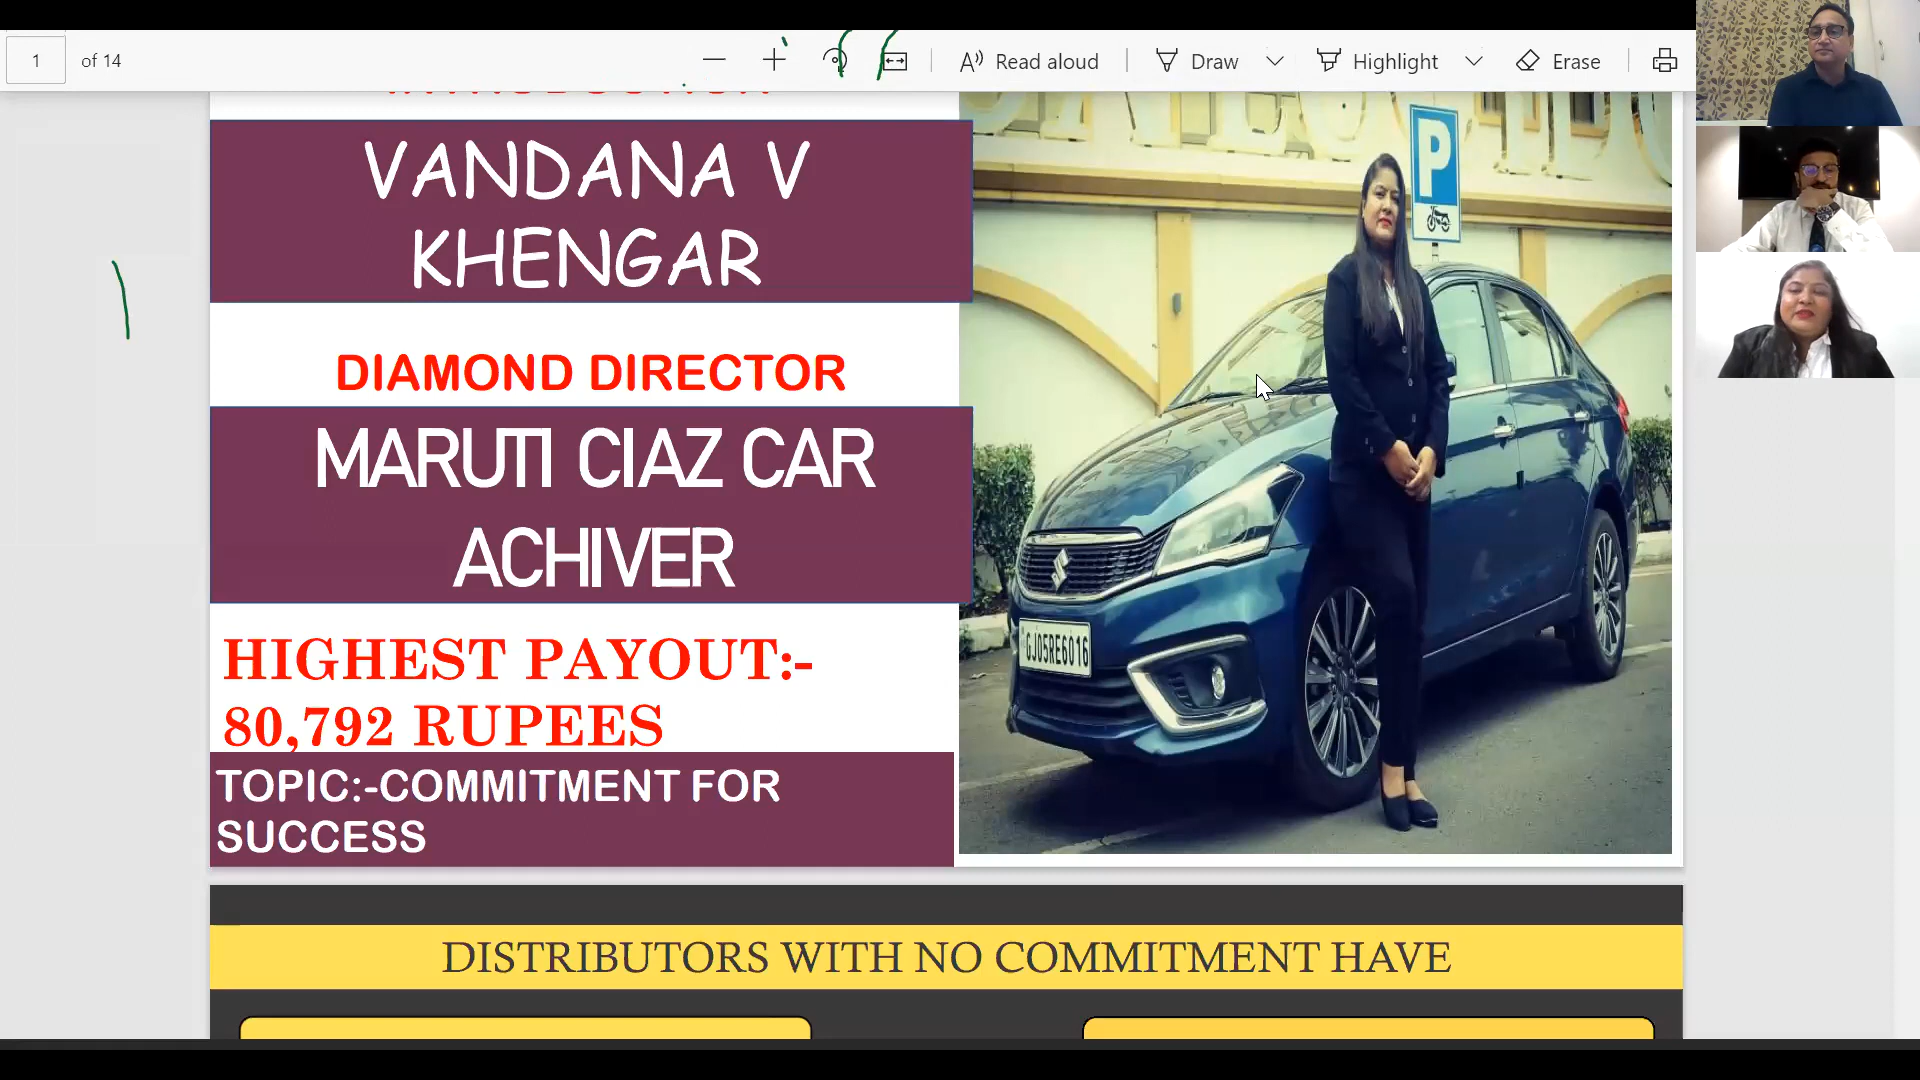 1 of 14
Read aloud
Draw
Highlight
Erase
INTRODUCTION
VANDANA V
KHENGAR
DIAMOND DIRECTOR
MARUTI CIAZ CAR
ACHIVER
HIGHEST PAYOUT:-
80,792 RUPEES
TOPIC:-COMMITMENT FOR
SUCCESS
P
GJ05RE6016
DISTRIBUTORS WITH NO COMMITMENT HAVE